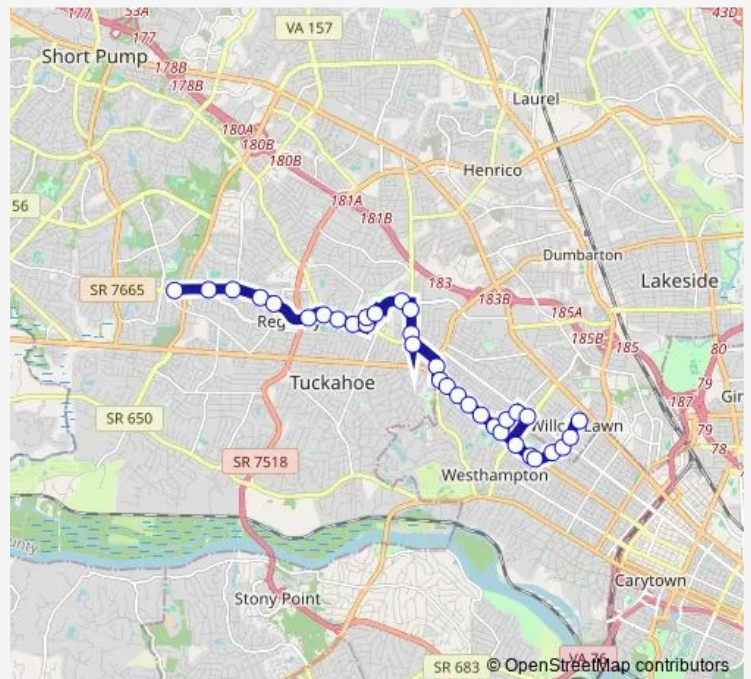 177
53A
VA 157
43D
177
Short Pump
178B
178B
Laurel
180A
180B
180B
Henrico
181A
181B
56
Dumbarton
SR 7665
183
Lakeside
183B
185A
185B
185
80
Tuckahoe
79
187
SR 650
Lawn
79
78
SR 7518
Westhampton
Carytown
Stony Point
VA 76
SR 683
© OpenStreetMap contributors